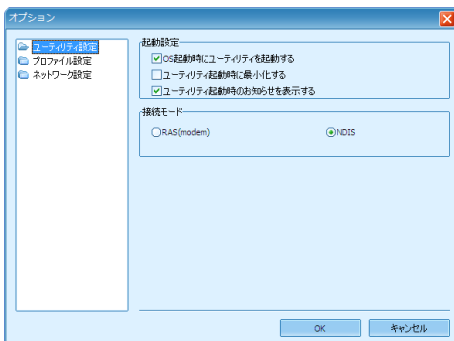 オプション
ユーティリティ設定
プロファイル設定
ネットワーク設定
起動設定
OS起動時にユーティリティを起動する
ユーティリティ起動時に最小化する
ユーティリティ起動時のお知らせを表示する
接続モード
RAS(modem)
NDIS
OK
キャンセル